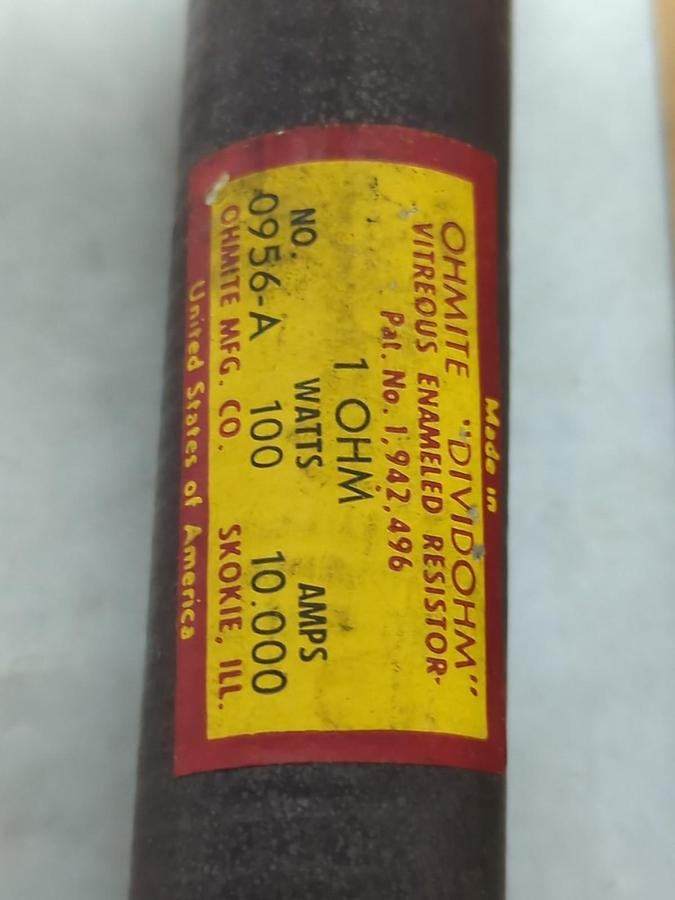 Made in
OHMITE "DIVIDOHM"
VITREOUS ENAMELED RESISTOR-
Pat. No. 1,942,496
1 OHM
NO. WATTS AMPS
0956-A 100 10.000
OHMITE MFG. CO. SKOKIE, ILL.
United States of America